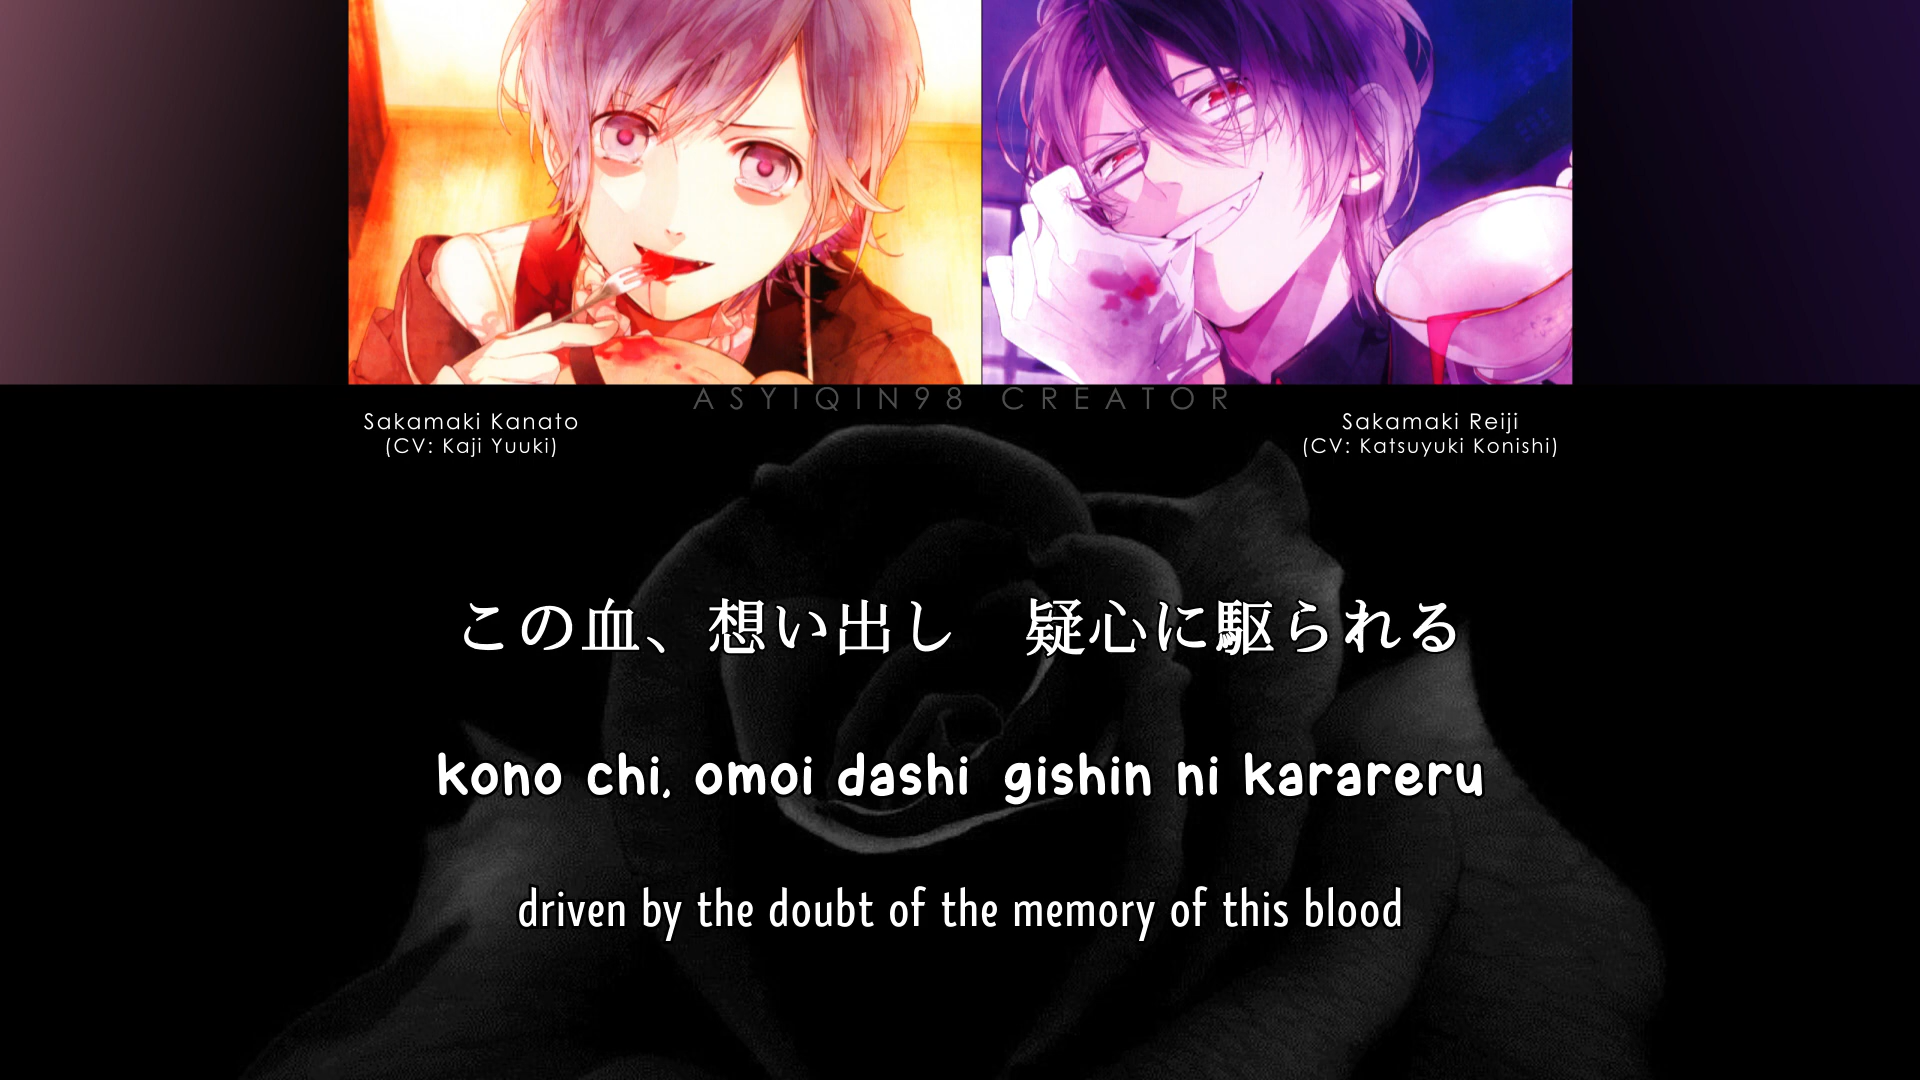 ASYIQIN98 CREATOR
Sakamaki Kanato
(CV: Kaji Yuuki)
Sakamaki Reiji
(CV: Katsuyuki Konishi)
この血、想い出し　疑心に駆られる
kono chi, omoi dashi gishin ni karareru
driven by the doubt of the memory of this blood